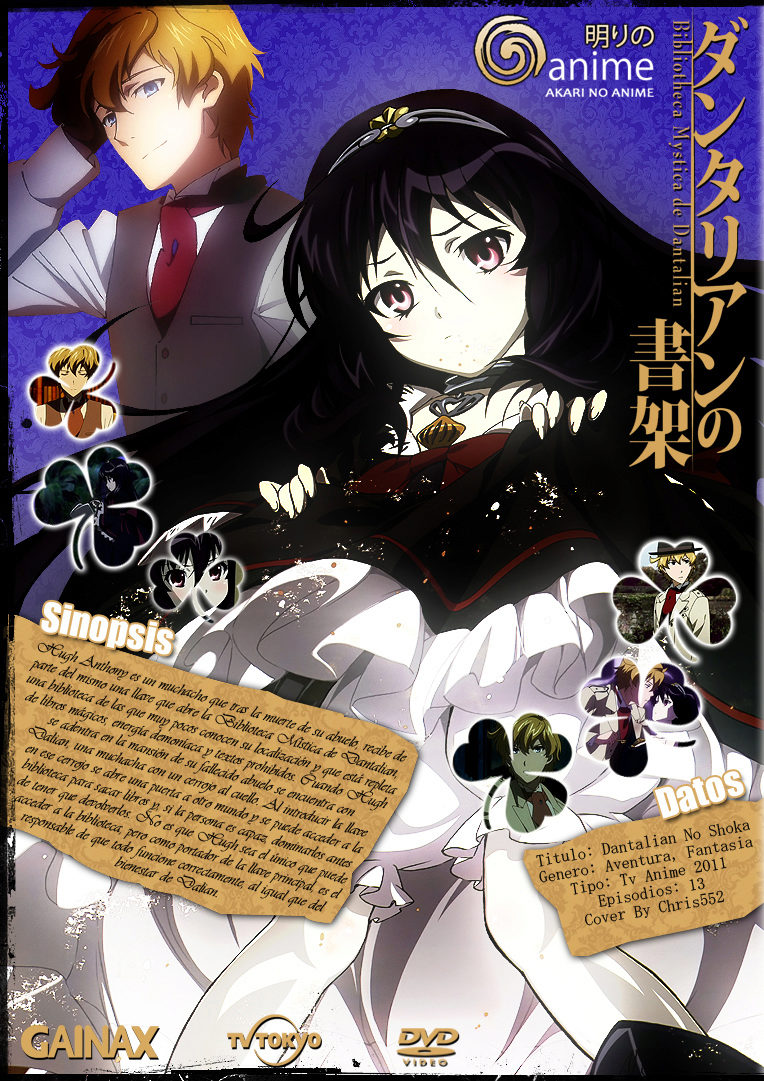 明りの
anime
AKARI NO ANIME
ダンタリアンの
書架
Bibliotheca Mystica de Dantalian
Sinopsis
Hugh Anthony es un muchacho que tras la muerte de su abuelo, recibe de
parte del mismo una llave que abre la Biblioteca Mística de Dantalian,
una biblioteca de las que muy pocos conocen su localización y que está repleta
de libros mágicos, energía demoníaca y textos prohibidos. Cuando Hugh
se adentra en la mansión de su fallecido abuelo se encuentra con
Dalian, una muchacha con un cerrojo al cuello. Al introducir la llave
en ese cerrojo se abre una puerta a otro mundo y se puede acceder a la
biblioteca para sacar libros y, si la persona es capaz, dominarlos antes
de tener que devolverlos. No es que Hugh sea el único que puede
acceder a la biblioteca, pero como portador de la llave principal, es el
responsable de que todo funcione correctamente, al igual que del
bienestar de Dalian.
Datos
Titulo: Dantalian No Shoka
Genero: Aventura, Fantasia
Tipo: Tv Anime 2011
Episodios: 13
Cover By Chris552
GAINAX
TV TOKYO
DVD
VIDEO